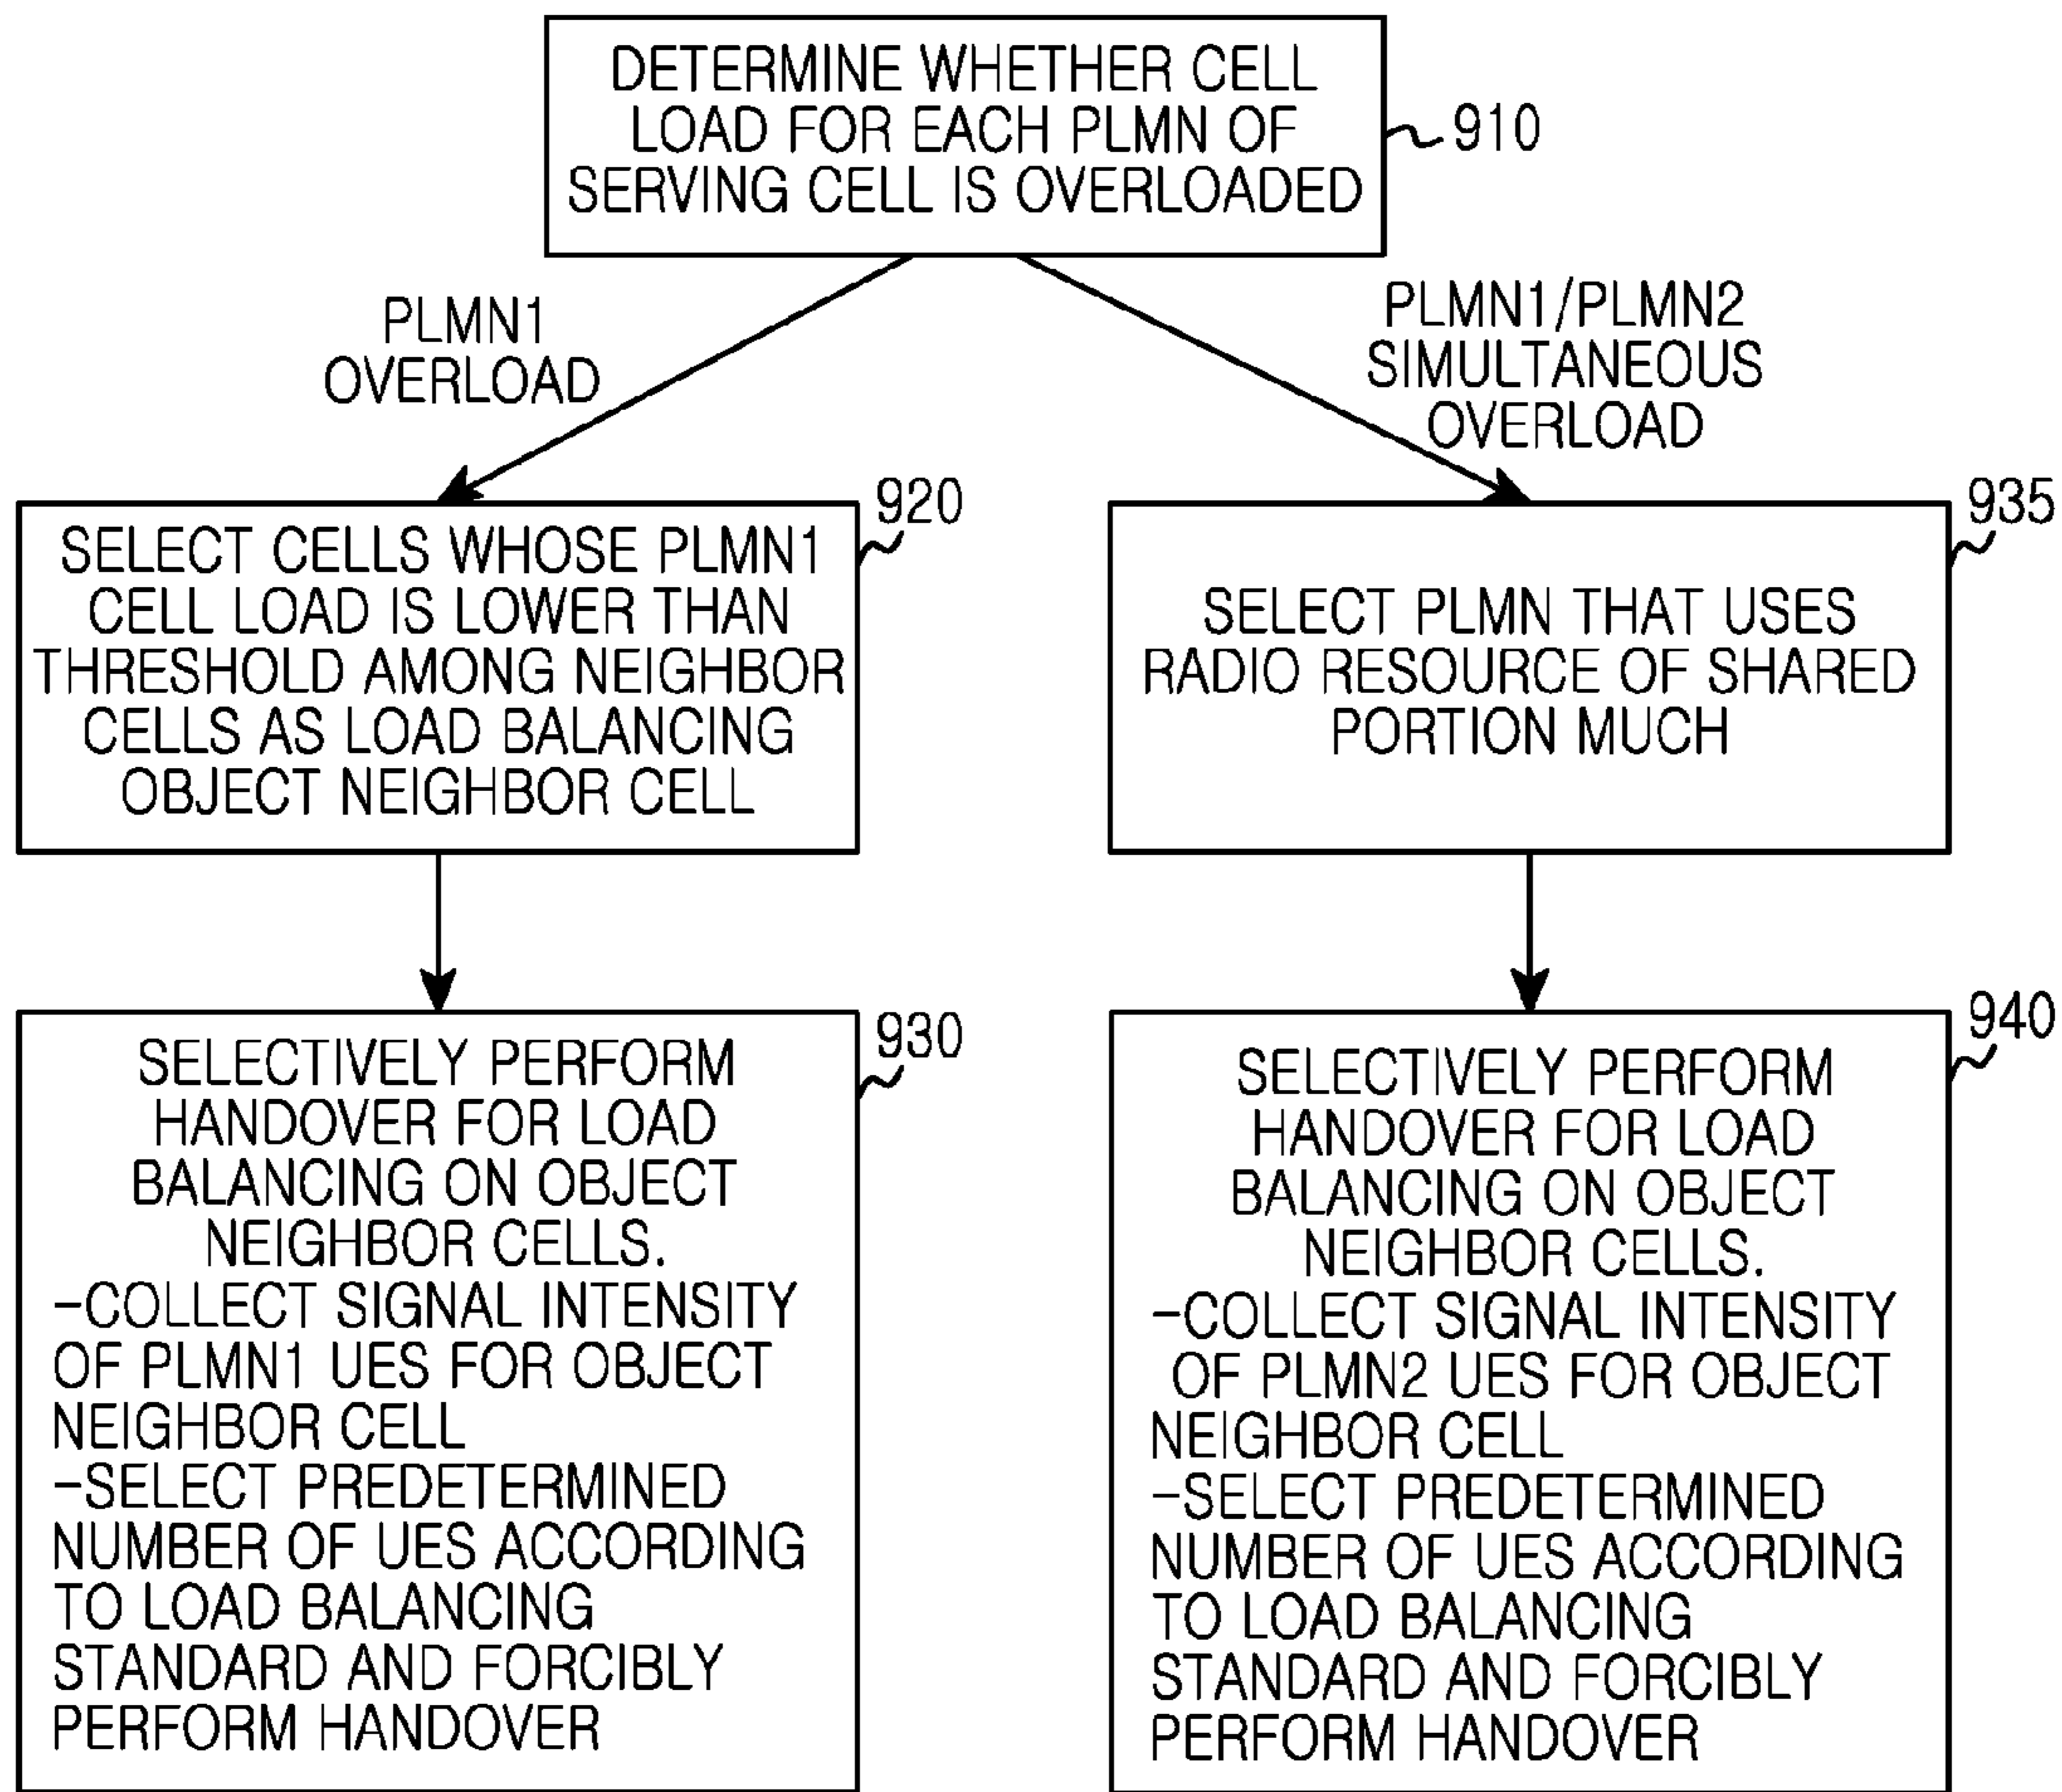 DETERMINE WHETHER CELL
LOAD FOR EACH PLMN OF
SERVING CELL IS OVERLOADED
910
PLMN1
OVERLOAD
PLMN1/PLMN2
SIMULTANEOUS
OVERLOAD
920
SELECT CELLS WHOSE PLMN1
CELL LOAD IS LOWER THAN
THRESHOLD AMONG NEIGHBOR
CELLS AS LOAD BALANCING
OBJECT NEIGHBOR CELL
935
SELECT PLMN THAT USES
RADIO RESOURCE OF SHARED
PORTION MUCH
930
SELECTIVELY PERFORM
HANDOVER FOR LOAD
BALANCING ON OBJECT
NEIGHBOR CELLS.
-COLLECT SIGNAL INTENSITY
OF PLMN1 UES FOR OBJECT
NEIGHBOR CELL
-SELECT PREDETERMINED
NUMBER OF UES ACCORDING
TO LOAD BALANCING
STANDARD AND FORCIBLY
PERFORM HANDOVER
940
SELECTIVELY PERFORM
HANDOVER FOR LOAD
BALANCING ON OBJECT
NEIGHBOR CELLS.
-COLLECT SIGNAL INTENSITY
OF PLMN2 UES FOR OBJECT
NEIGHBOR CELL
-SELECT PREDETERMINED
NUMBER OF UES ACCORDING
TO LOAD BALANCING
STANDARD AND FORCIBLY
PERFORM HANDOVER